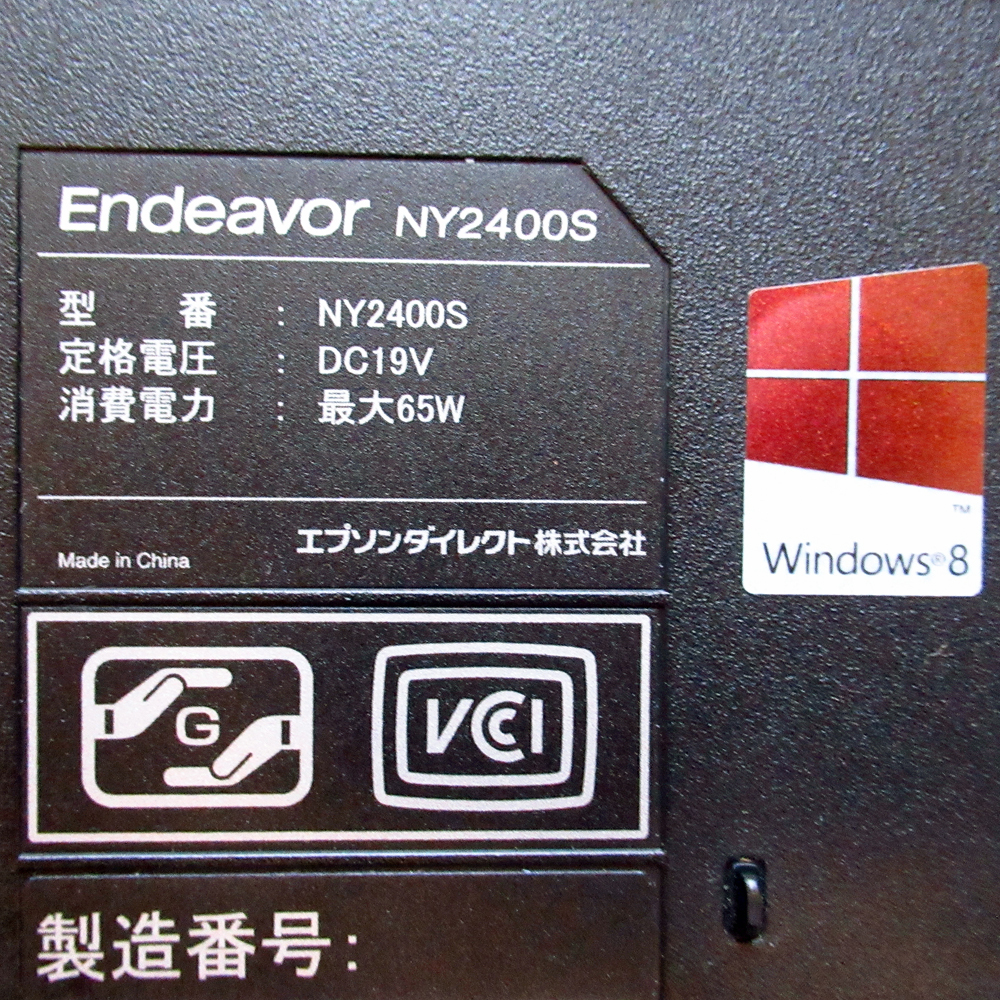 Endeavor NY2400S
型 番 : NY2400S
定格電圧 : DC19V
消費電力 : 最大65W
Made in China
エプソンダイレクト株式会社
TM
Windows® 8
G
VCCI
製造番号: